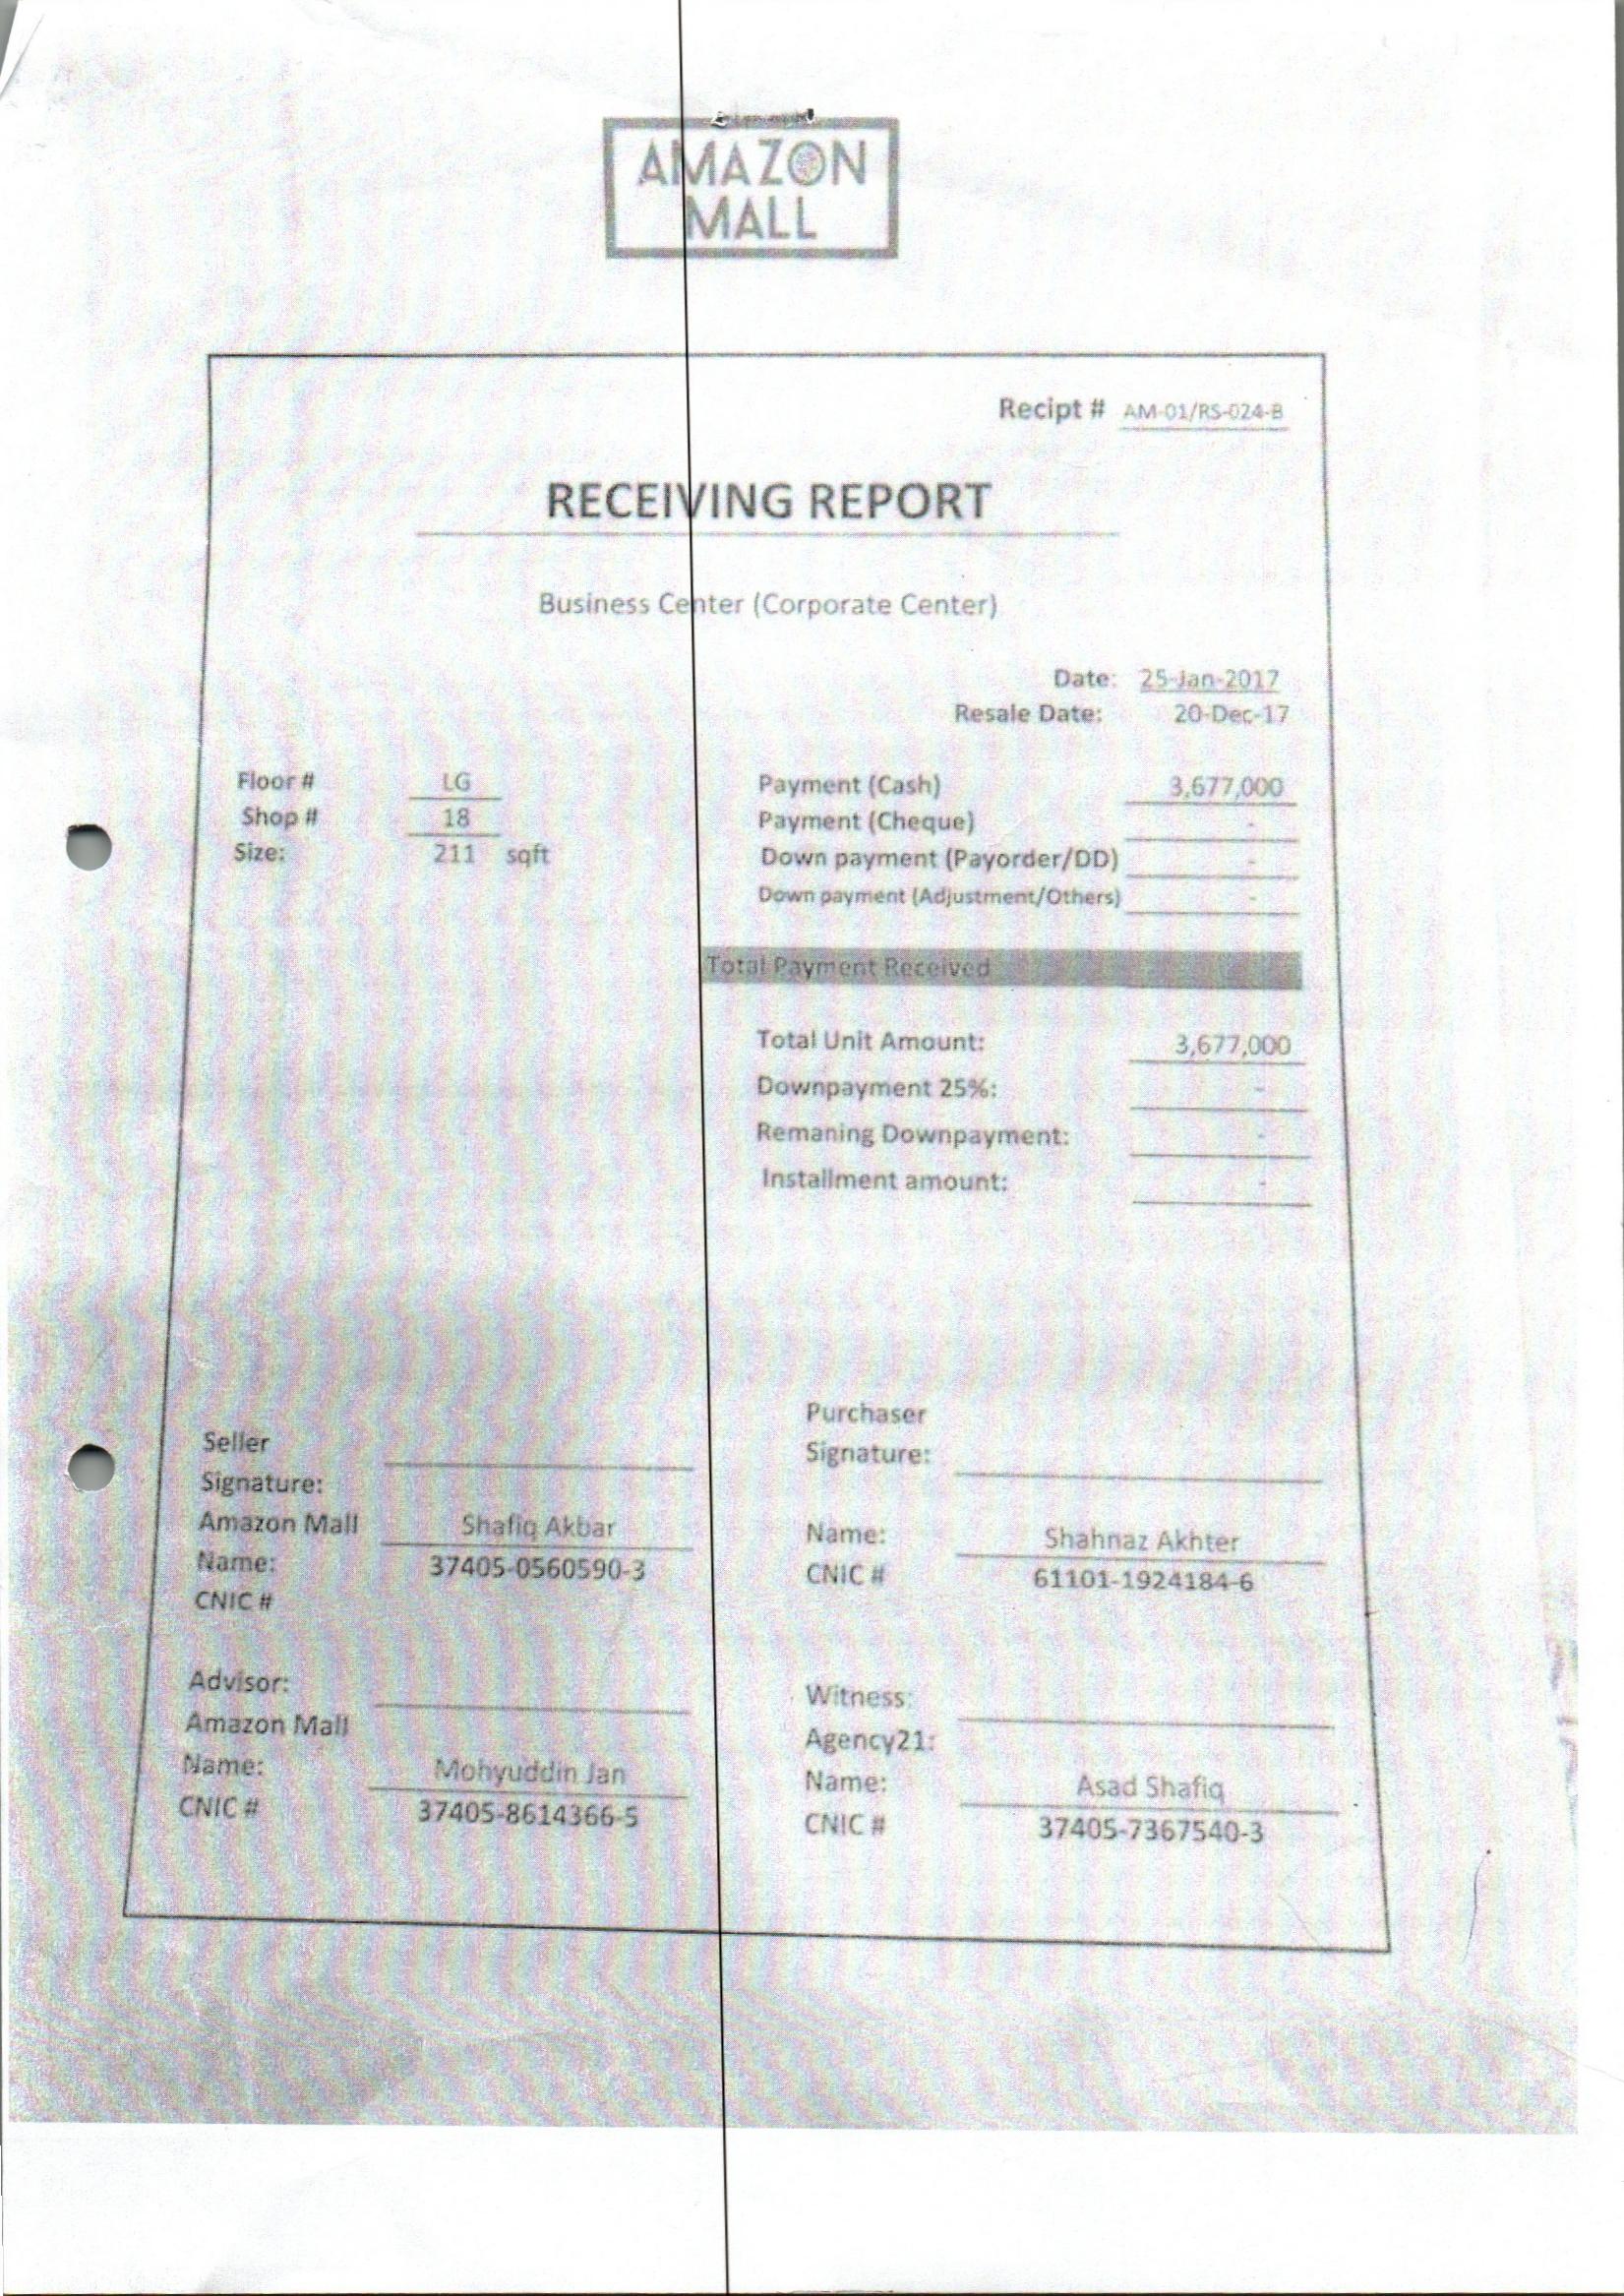 AMAZON
MALL
Recipt # AM-01/RS-024-B
RECEIVING REPORT
Business Center (Corporate Center)
Date: 25-Jan-2017
Resale Date: 20-Dec-17
Floor # LG
Shop # 18
Size: 211 sqft
Payment (Cash) 3,677,000
Payment (Cheque) -
Down payment (Payorder/DD) -
Down payment (Adjustment/Others) -
Total Payment Received
Total Unit Amount: 3,677,000
Downpayment 25%: -
Remaning Downpayment: -
Installment amount: -
Seller
Signature:
Amazon Mall
Name: Shafiq Akbar
CNIC # 37405-0560590-3
Purchaser
Signature:
Name: Shahnaz Akhter
CNIC # 61101-1924184-6
Advisor:
Amazon Mall
Name: Mohyuddin Jan
CNIC # 37405-8614366-5
Witness:
Agency21:
Name: Asad Shafiq
CNIC # 37405-7367540-3